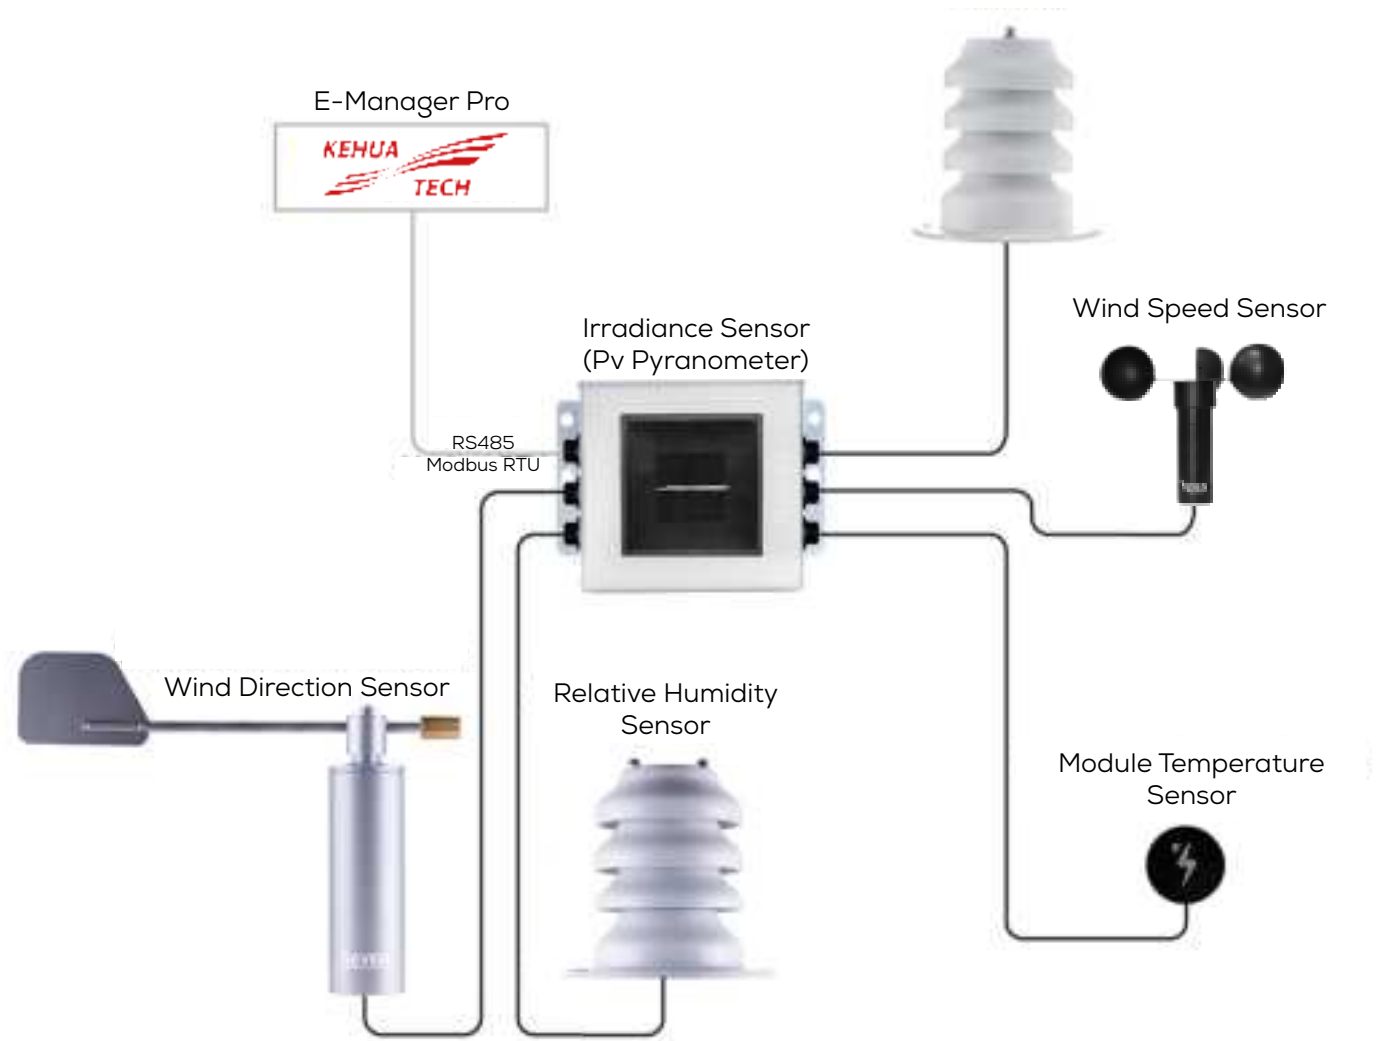 E-Manager Pro
KEHUA
TECH
Irradiance Sensor
(Pv Pyranometer)
Wind Speed Sensor
RS485
Modbus RTU
Wind Direction Sensor
Relative Humidity
Sensor
Module Temperature
Sensor